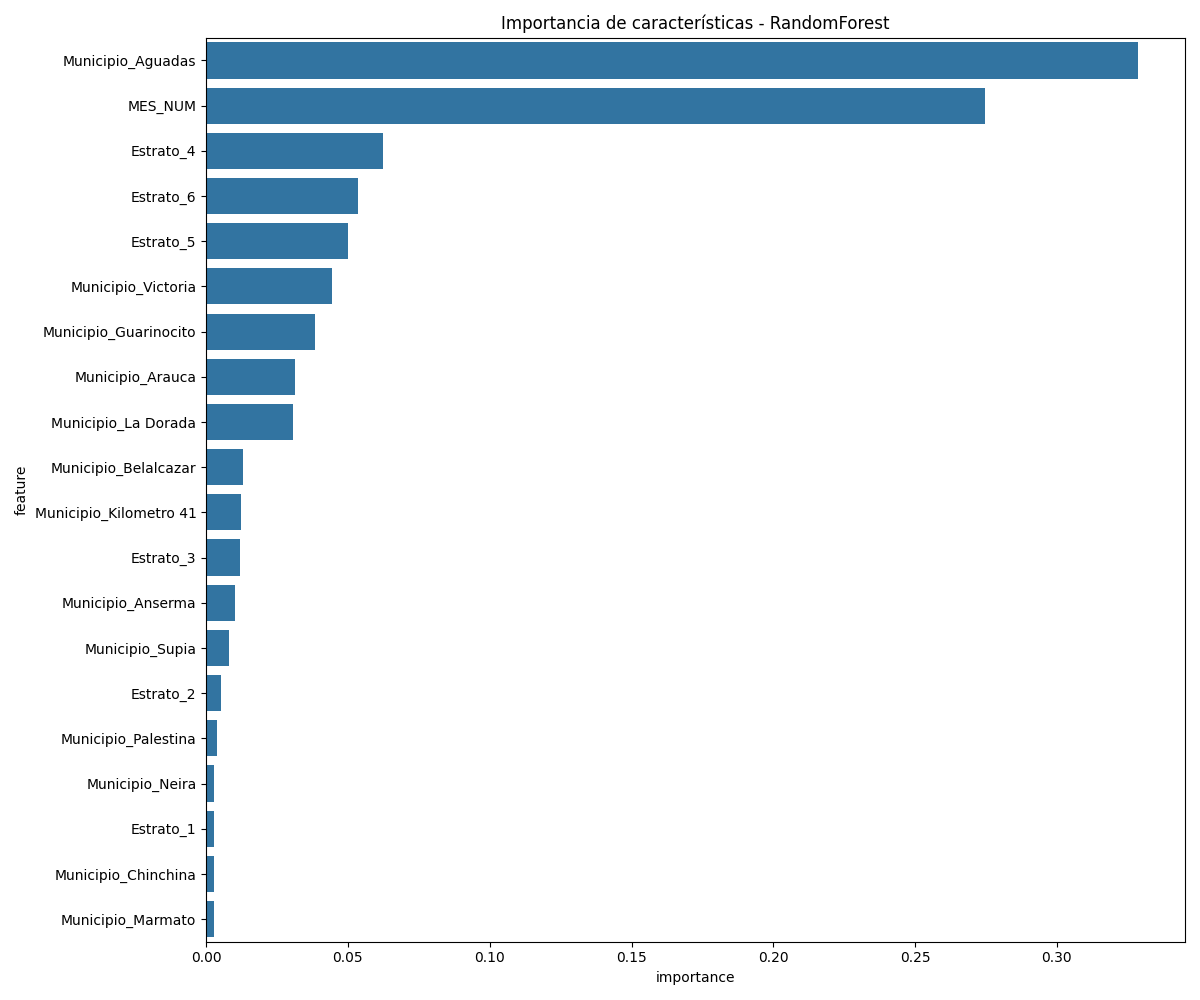 Importancia de características - RandomForest
Municipio_Aguadas
MES_NUM
Estrato_4
Estrato_6
Estrato_5
Municipio_Victoria
Municipio_Guarinocito
Municipio_Arauca
Municipio_La Dorada
Municipio_Belalcazar
Municipio_Kilometro 41
Estrato_3
Municipio_Anserma
Municipio_Supia
Estrato_2
Municipio_Palestina
Municipio_Neira
Estrato_1
Municipio_Chinchina
Municipio_Marmato
feature
0.00 0.05 0.10 0.15 0.20 0.25 0.30
importance